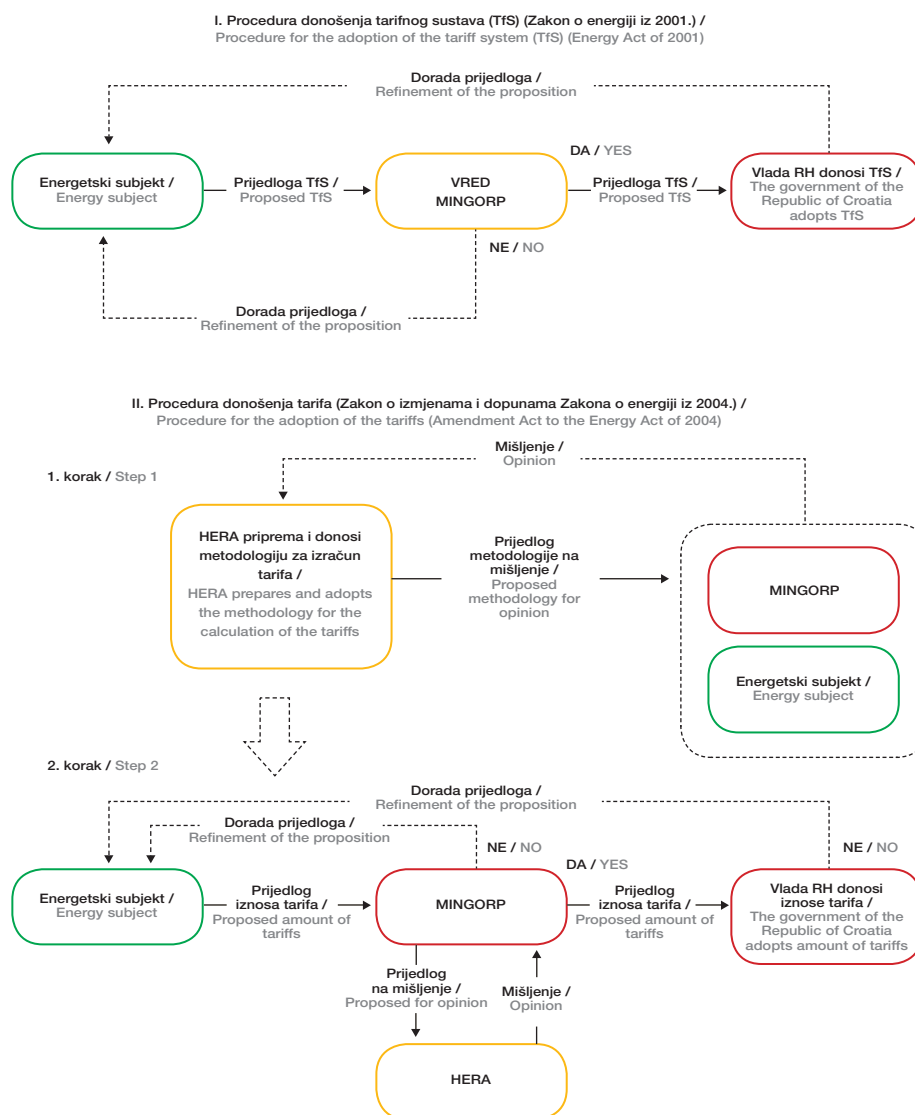 I. Procedura donošenja tarifnog sustava (TfS) (Zakon o energiji iz 2001.) /
Procedure for the adoption of the tariff system (TfS) (Energy Act of 2001)
Dorada prijedloga /
Refinement of the proposition
Energetski subjekt /
Energy subject
Prijedloga TfS /
Proposed TfS
VRED
MINGORP
DA / YES
Prijedloga TfS /
Proposed TfS
Vlada RH donosi TfS /
The government of the
Republic of Croatia
adopts TfS
NE / NO
Dorada prijedloga /
Refinement of the proposition
II. Procedura donošenja tarifa (Zakon o izmjenama i dopunama Zakona o energiji iz 2004.) /
Procedure for the adoption of the tariffs (Amendment Act to the Energy Act of 2004)
Mišljenje /
Opinion
1. korak / Step 1
HERA priprema i donosi
metodologiju za izračun
tarifa /
HERA prepares and adopts
the methodology for the
calculation of the tariffs
Prijedlog
metodologije na
mišljenje /
Proposed
methodology for
opinion
MINGORP
Energetski subjekt /
Energy subject
2. korak / Step 2
Dorada prijedloga /
Refinement of the proposition
Dorada prijedloga /
Refinement of the proposition
NE / NO
NE / NO
DA / YES
Energetski subjekt /
Energy subject
Prijedlog
iznosa tarifa /
Proposed amount of
tariffs
MINGORP
Prijedlog
iznosa tarifa /
Proposed amount of
tariffs
Vlada RH donosi
iznose tarifa /
The government of the
Republic of Croatia
adopts amount of tariffs
Prijedlog
na mišljenje /
Proposed for opinion
Mišljenje /
Opinion
HERA